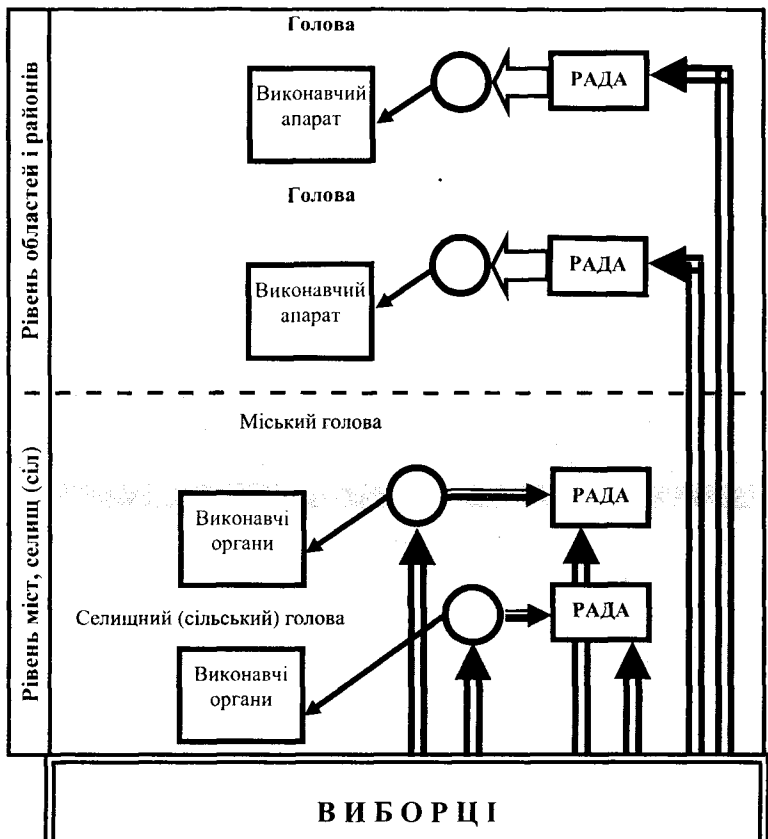 Рівень областей і районів
Голова
Виконавчий
апарат
РАДА
Голова
Виконавчий
апарат
РАДА
Рівень міст, селищ (сіл)
Міський голова
Виконавчі
органи
РАДА
Селищний (сільський) голова
Виконавчі
органи
РАДА
ВИБОРЦІ